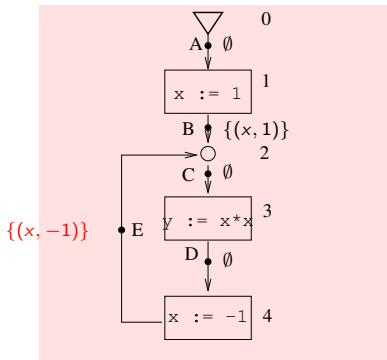 0
A ∅
1
x := 1
B {(x, 1)}
2
C ∅
3
y := x*x
{(x, −1)} E
D ∅
x := -1 4